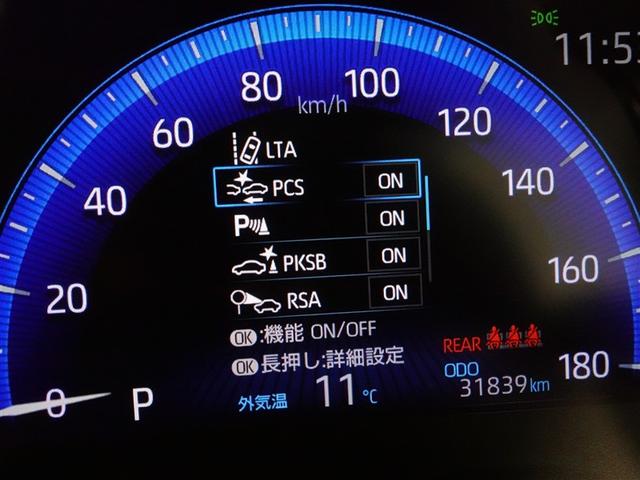 11:53
80
100
km/h
60
120
40
140
20
160
0
180
LTA
PCS ON
P ON
PKSB ON
RSA ON
OK:機能 ON/OFF
OK長押し:詳細設定
REAR
ODO
31839km
P
外気温 11℃